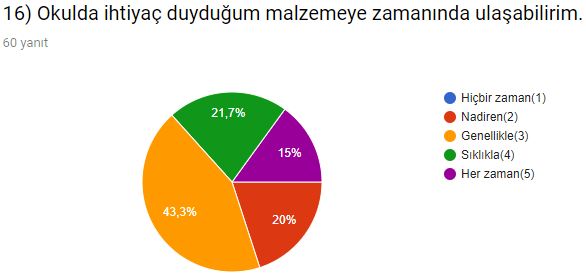 16) Okulda ihtiyaç duyduğum malzemeye zamanında ulaşabilirim.
60 yanıt
21,7%
15%
43,3%
20%
Hiçbir zaman(1)
Nadiren(2)
Genellikle(3)
Sıklıkla(4)
Her zaman(5)